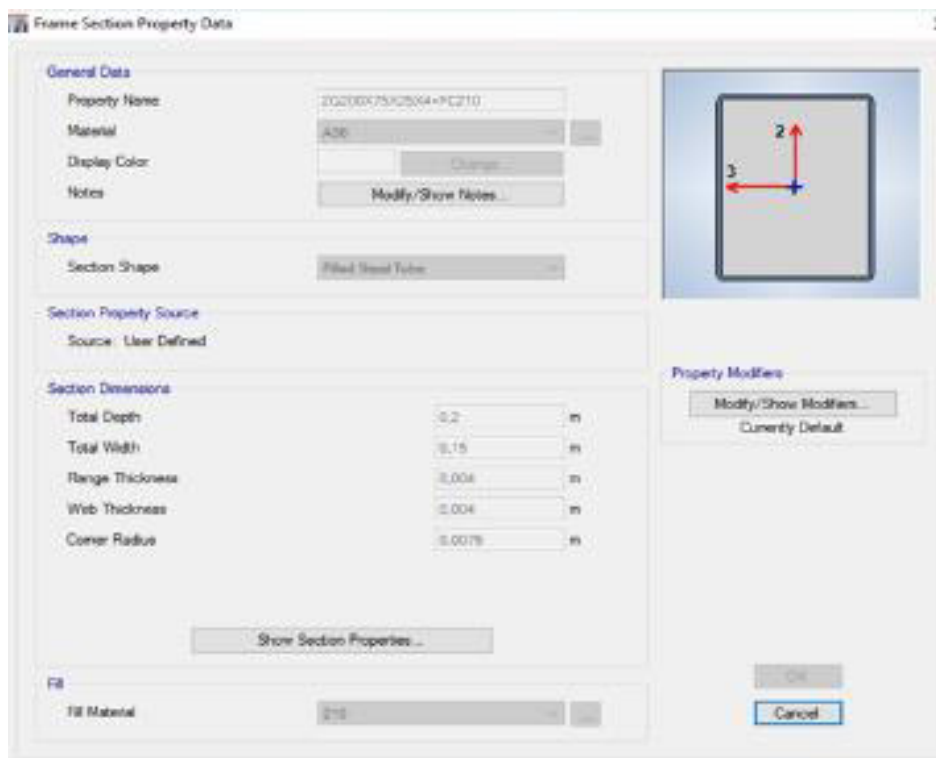 Frame Section Property Data
General Data
Property Name 2G200X75X25X4+FC210
Material A36 ...
Display Color Change...
Notes Modify/Show Notes...
Shape
Section Shape Filled Steel Tube
Section Property Source
Source: User Defined
Section Dimensions
Total Depth 0,2 m
Total Width 0,15 m
Flange Thickness 0,004 m
Web Thickness 0,004 m
Corner Radius m
Show Section Properties...
Fill
Fill Material ...
2
3
Property Modifiers
Modify/Show Modifiers...
Currently Default
OK
Cancel